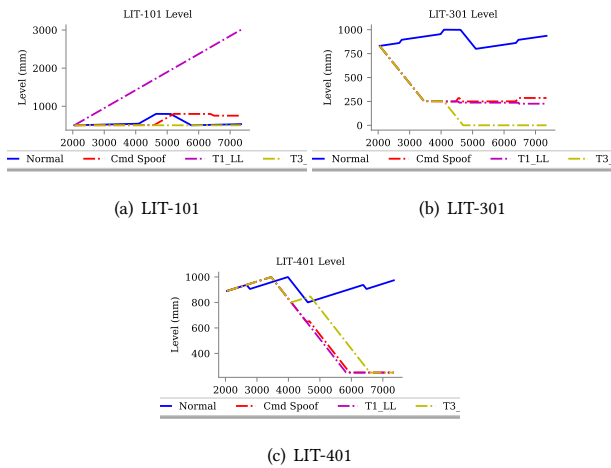 LIT-101 Level
LIT-301 Level
3000
2000
1000
Level (mm)
2000 3000 4000 5000 6000 7000
1000
750
500
250
0
Level (mm)
2000 3000 4000 5000 6000 7000
Normal Cmd Spoof T1_LL T3_
Normal Cmd Spoof T1_LL T3_
(a) LIT-101
(b) LIT-301
LIT-401 Level
1000
800
600
400
Level (mm)
2000 3000 4000 5000 6000 7000
Normal Cmd Spoof T1_LL T3_
(c) LIT-401